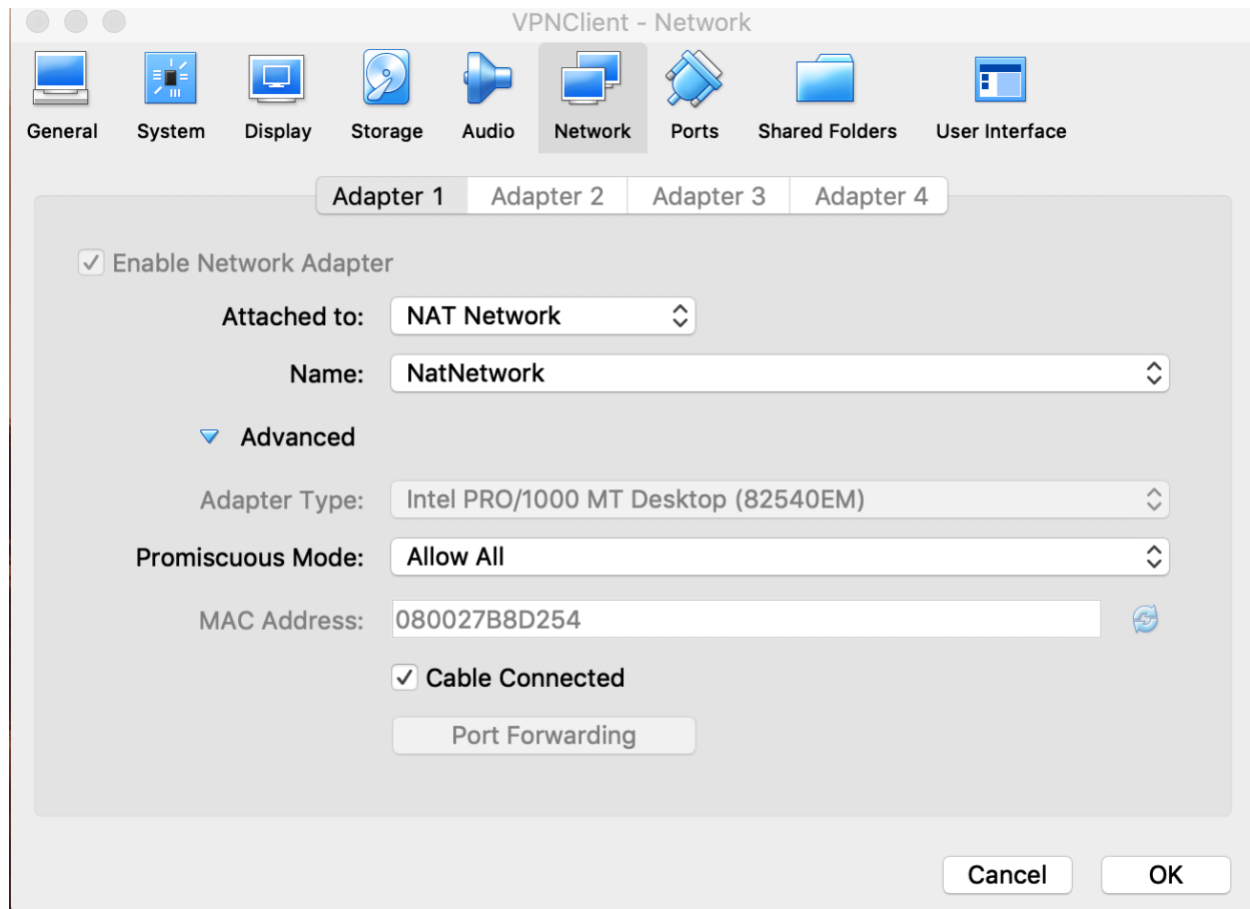 VPNClient - Network
General System Display Storage Audio Network Ports Shared Folders User Interface
Adapter 1 Adapter 2 Adapter 3 Adapter 4
Enable Network Adapter
Attached to: NAT Network
Name: NatNetwork
Advanced
Adapter Type: Intel PRO/1000 MT Desktop (82540EM)
Promiscuous Mode: Allow All
MAC Address: 080027B8D254
Cable Connected
Port Forwarding
Cancel OK